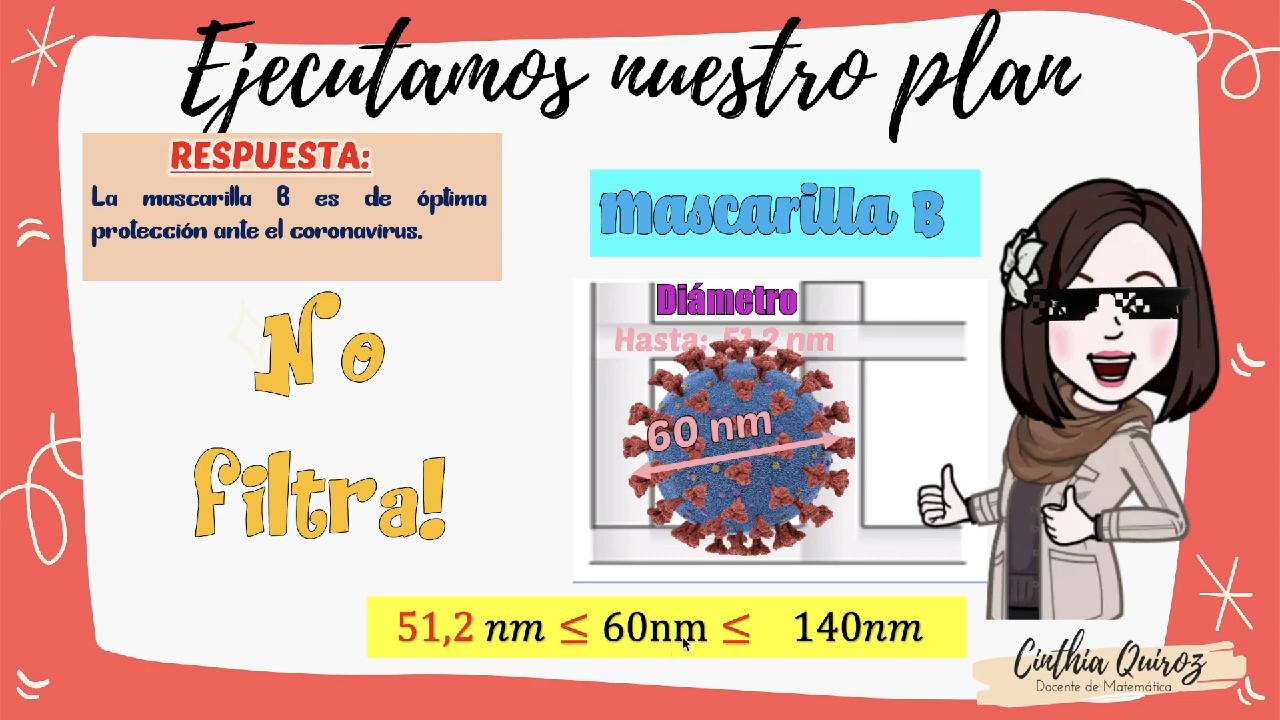 Ejecutamos nuestro plan
RESPUESTA:
La mascarilla B es de óptima
protección ante el coronavirus.
Mascarilla B
No
filtra!
Diámetro
Hasta: 51,2 nm
60 nm
51,2 nm ≤ 60nm ≤ 140nm
Cinthia Quiroz
Docente de Matemática